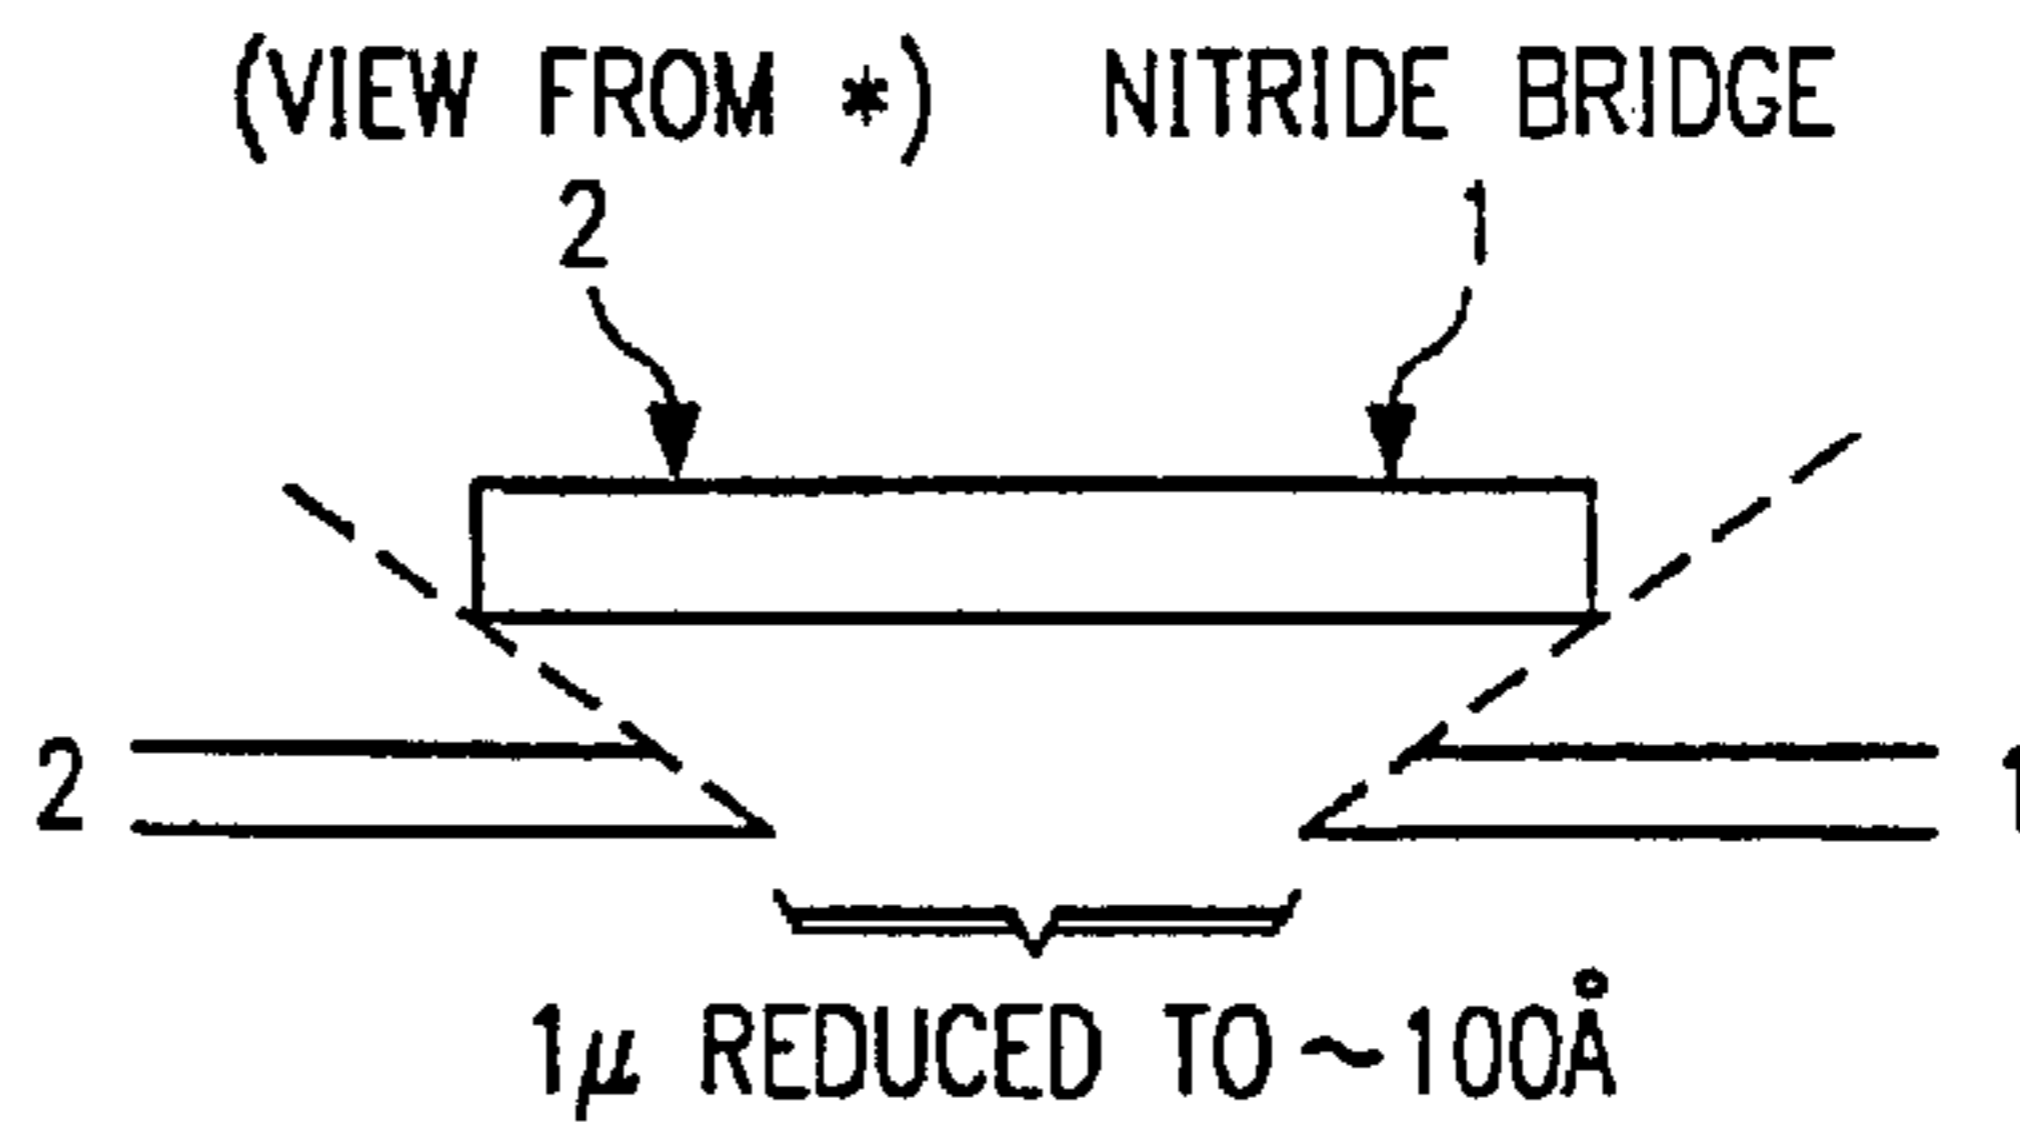 (VIEW FROM *) NITRIDE BRIDGE
2 1
2 1
1μ REDUCED TO ~100Å